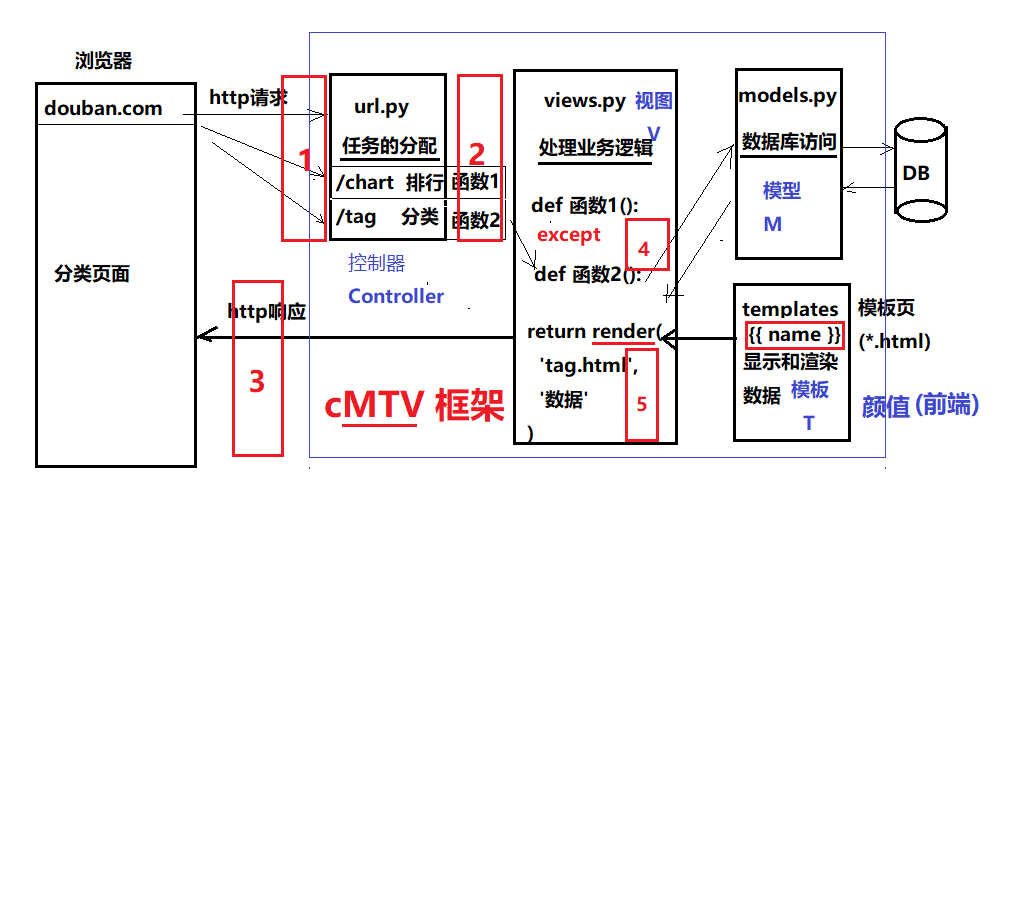 浏览器
douban.com
http请求
分类页面
http响应
1
2
3
url.py
任务的分配
/chart 排行 函数1
/tag 分类 函数2
控制器
Controller
cMTV 框架
views.py 视图
V
处理业务逻辑
def 函数1():
except
4
def 函数2():
return render(
'tag.html',
'数据'
)
5
models.py
数据库访问
模型
M
DB
templates
{{ name }}
显示和渲染
数据 模板
T
模板页
(*.html)
颜值 (前端)